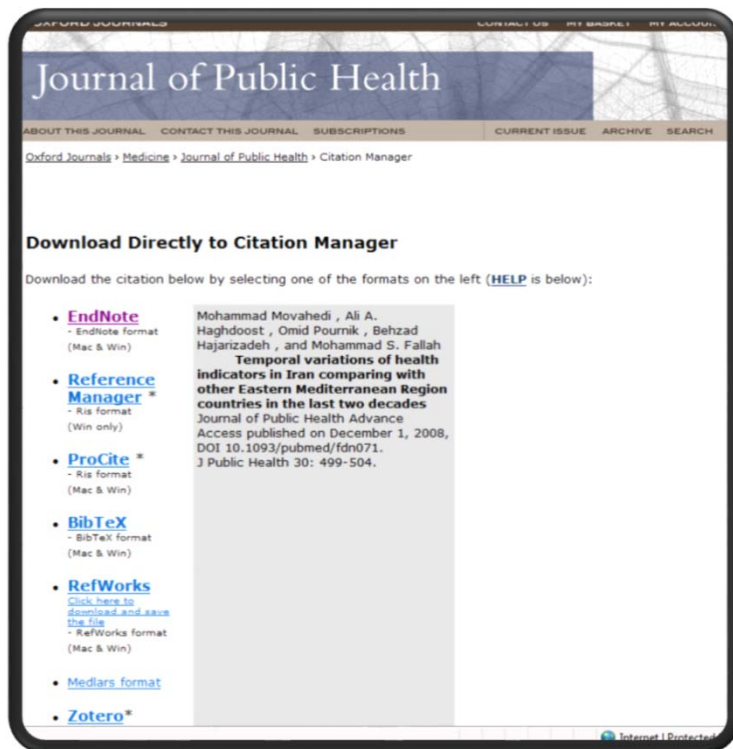 OXFORD JOURNALS CONTACT US MY BASKET MY ACCOUNT
Journal of Public Health
ABOUT THIS JOURNAL CONTACT THIS JOURNAL SUBSCRIPTIONS CURRENT ISSUE ARCHIVE SEARCH
Oxford Journals › Medicine › Journal of Public Health › Citation Manager
Download Directly to Citation Manager
Download the citation below by selecting one of the formats on the left (HELP is below):
• EndNote
- EndNote format
(Mac & Win)
• Reference
Manager *
- Ris format
(Win only)
• ProCite *
- Ris format
(Mac & Win)
• BibTeX
- BibTeX format
(Mac & Win)
• RefWorks
Click here to
download and save
the file
- RefWorks format
(Mac & Win)
• Medlars format
• Zotero*
Mohammad Movahedi , Ali A.
Haghdoost , Omid Pournik , Behzad
Hajarizadeh , and Mohammad S. Fallah
Temporal variations of health
indicators in Iran comparing with
other Eastern Mediterranean Region
countries in the last two decades
Journal of Public Health Advance
Access published on December 1, 2008,
DOI 10.1093/pubmed/fdn071.
J Public Health 30: 499-504.
Internet | Protected